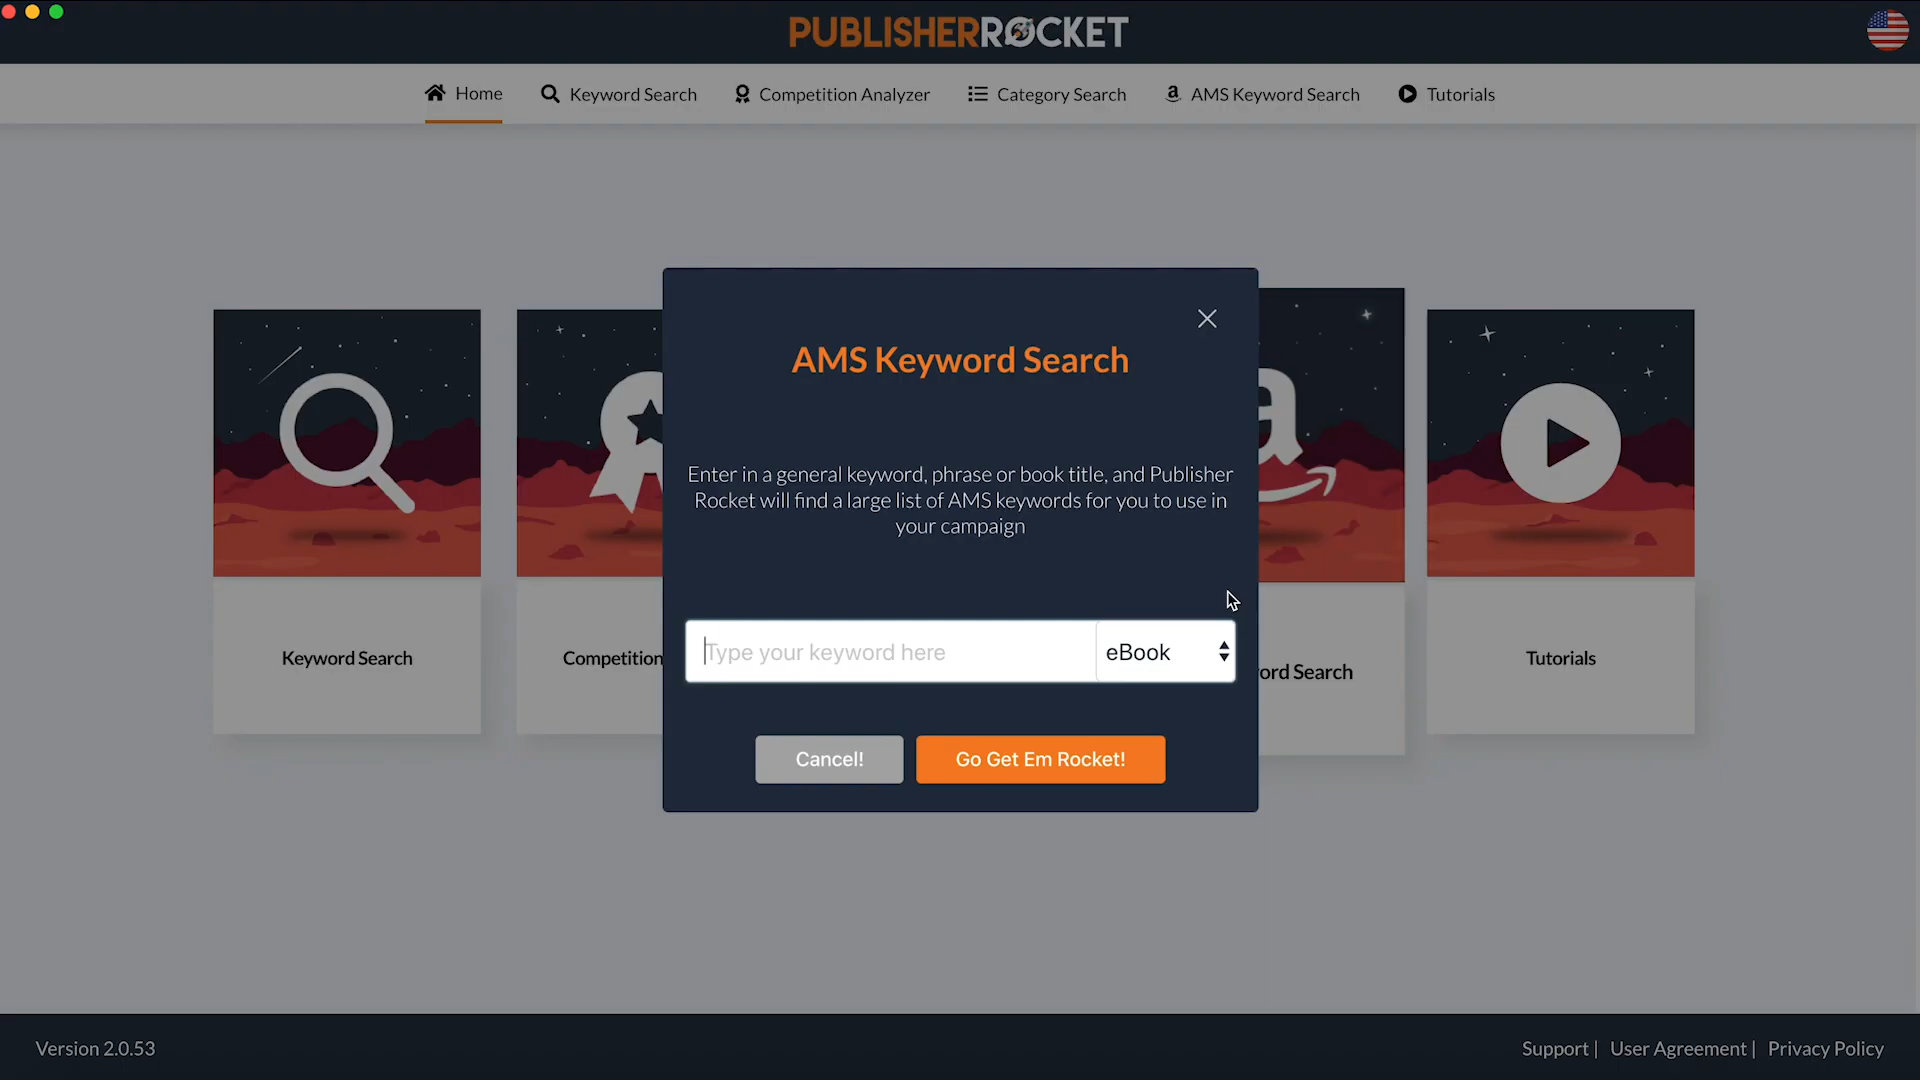 PUBLISHERROCKET
Home
Keyword Search
Competition Analyzer
Category Search
AMS Keyword Search
Tutorials
AMS Keyword Search
Enter in a general keyword, phrase or book title, and Publisher
Rocket will find a large list of AMS keywords for you to use in
your campaign
Type your keyword here
eBook
Cancel!
Go Get Em Rocket!
Keyword Search
Competition
ord Search
Tutorials
Version 2.0.53
Support | User Agreement | Privacy Policy